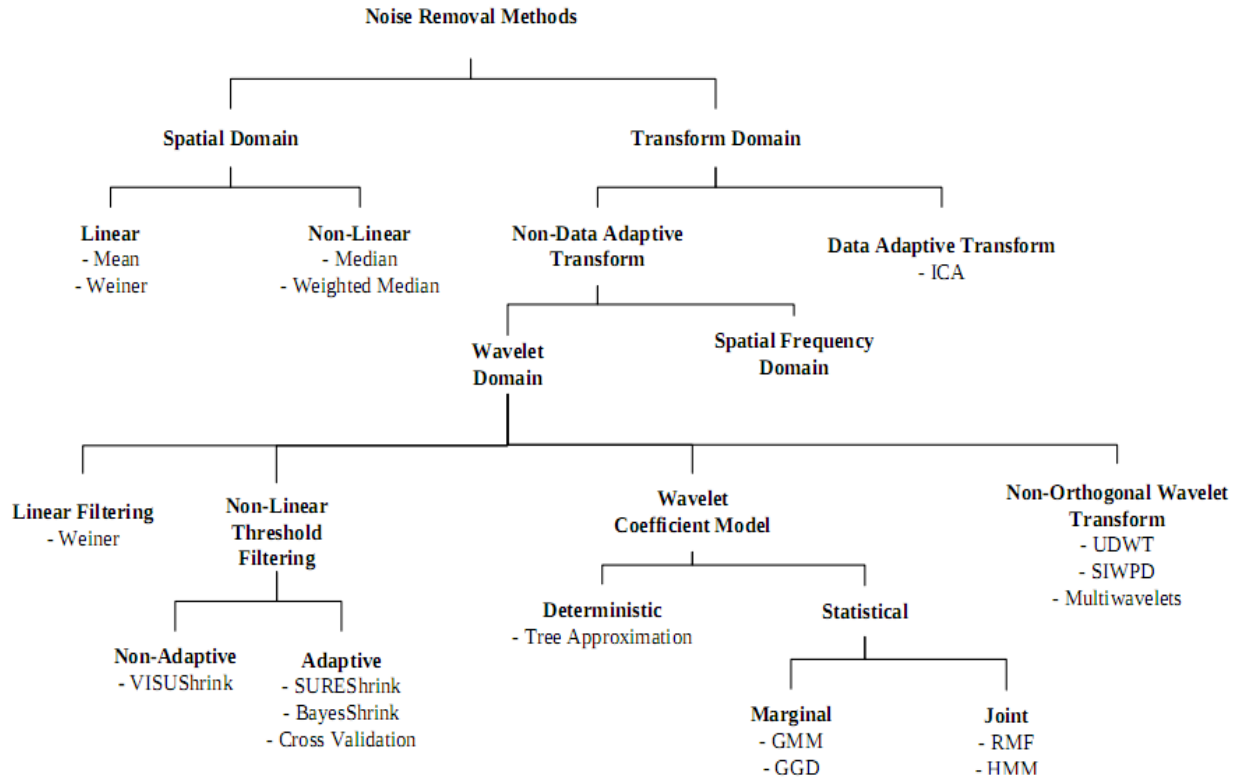 Noise Removal Methods
Spatial Domain
Transform Domain
Linear
- Mean
- Weiner
Non-Linear
- Median
- Weighted Median
Non-Data Adaptive
Transform
Data Adaptive Transform
- ICA
Wavelet
Domain
Spatial Frequency
Domain
Linear Filtering
- Weiner
Non-Linear
Threshold
Filtering
Wavelet
Coefficient Model
Non-Orthogonal Wavelet
Transform
- UDWT
- SIWPD
- Multiwavelets
Non-Adaptive
- VISUShrink
Adaptive
- SUREShrink
- BayesShrink
- Cross Validation
Deterministic
- Tree Approximation
Statistical
Marginal
- GMM
- GGD
Joint
- RMF
- HMM